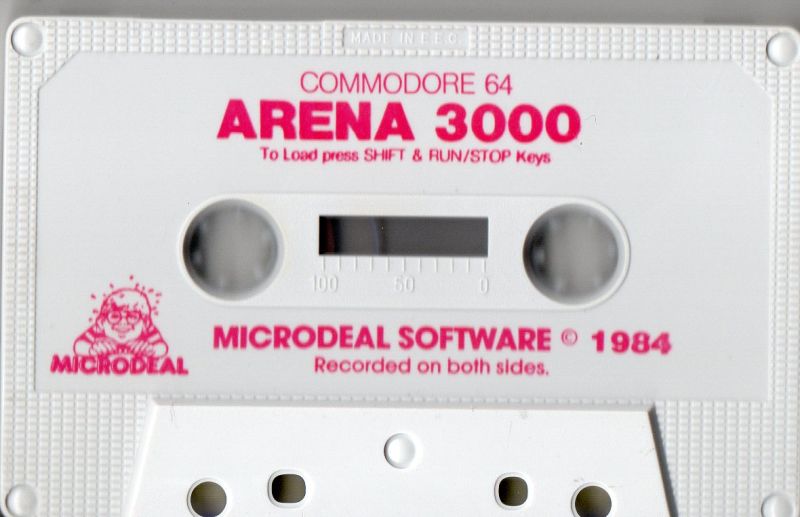 MADE IN E.E.C.
COMMODORE 64
ARENA 3000
To Load press SHIFT & RUN/STOP Keys
100 50 0
MICRODEAL
MICRODEAL SOFTWARE © 1984
Recorded on both sides.